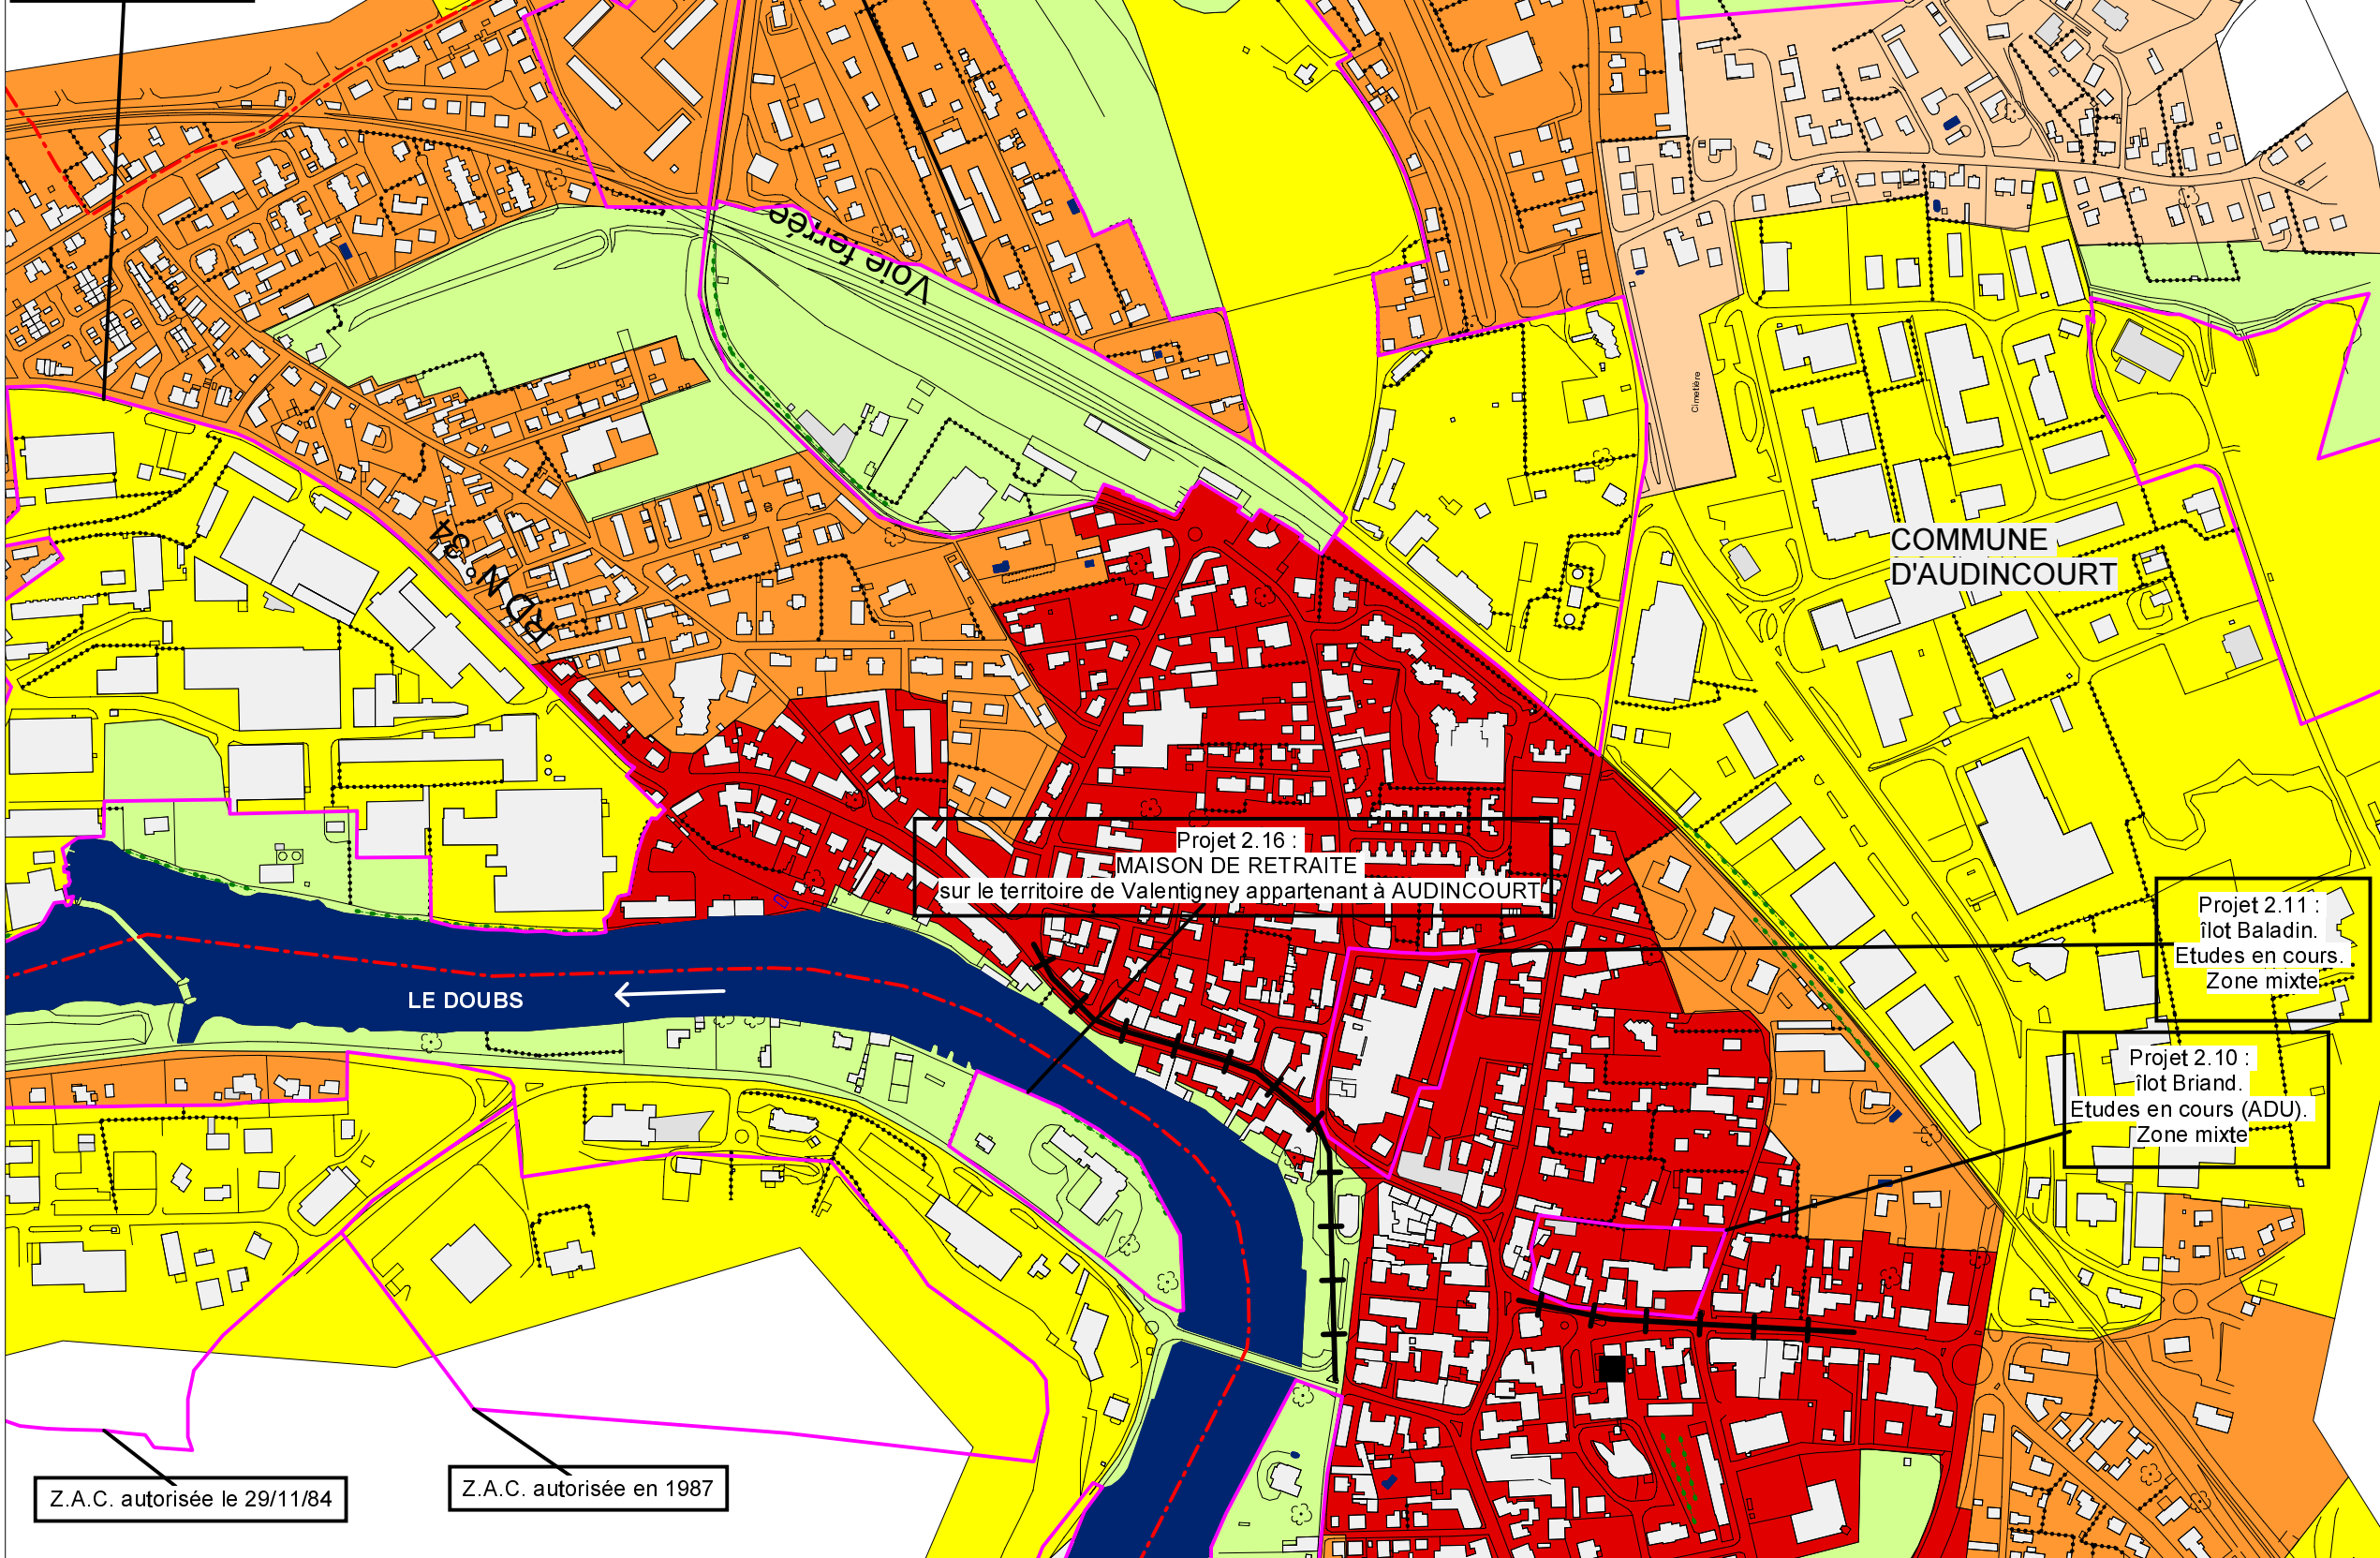 Voie ferrée
Cimetière
RD N°34
COMMUNE
D'AUDINCOURT
Projet 2.16 :
MAISON DE RETRAITE
sur le territoire de Valentigney appartenant à AUDINCOURT
Projet 2.11 :
îlot Baladin.
Etudes en cours.
Zone mixte
LE DOUBS
Projet 2.10 :
îlot Briand.
Etudes en cours (ADU).
Zone mixte
Z.A.C. autorisée le 29/11/84
Z.A.C. autorisée en 1987